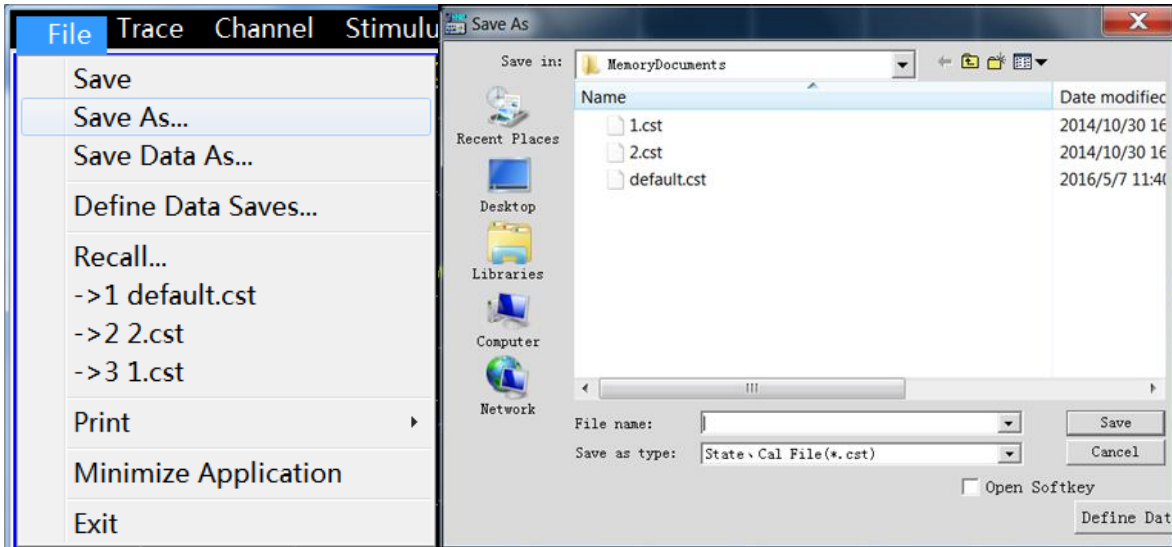 File Trace Channel Stimulu
Save
Save As...
Save Data As...
Define Data Saves...
Recall...
->1 default.cst
->2 2.cst
->3 1.cst
Print
Minimize Application
Exit
Save As
Save in: MemoryDocuments
Name Date modified
1.cst 2014/10/30 16
2.cst 2014/10/30 16
default.cst 2016/5/7 11:40
Recent Places
Desktop
Libraries
Computer
Network
File name: Save
Save as type: State、Cal File(*.cst) Cancel
Open Softkey
Define Dat